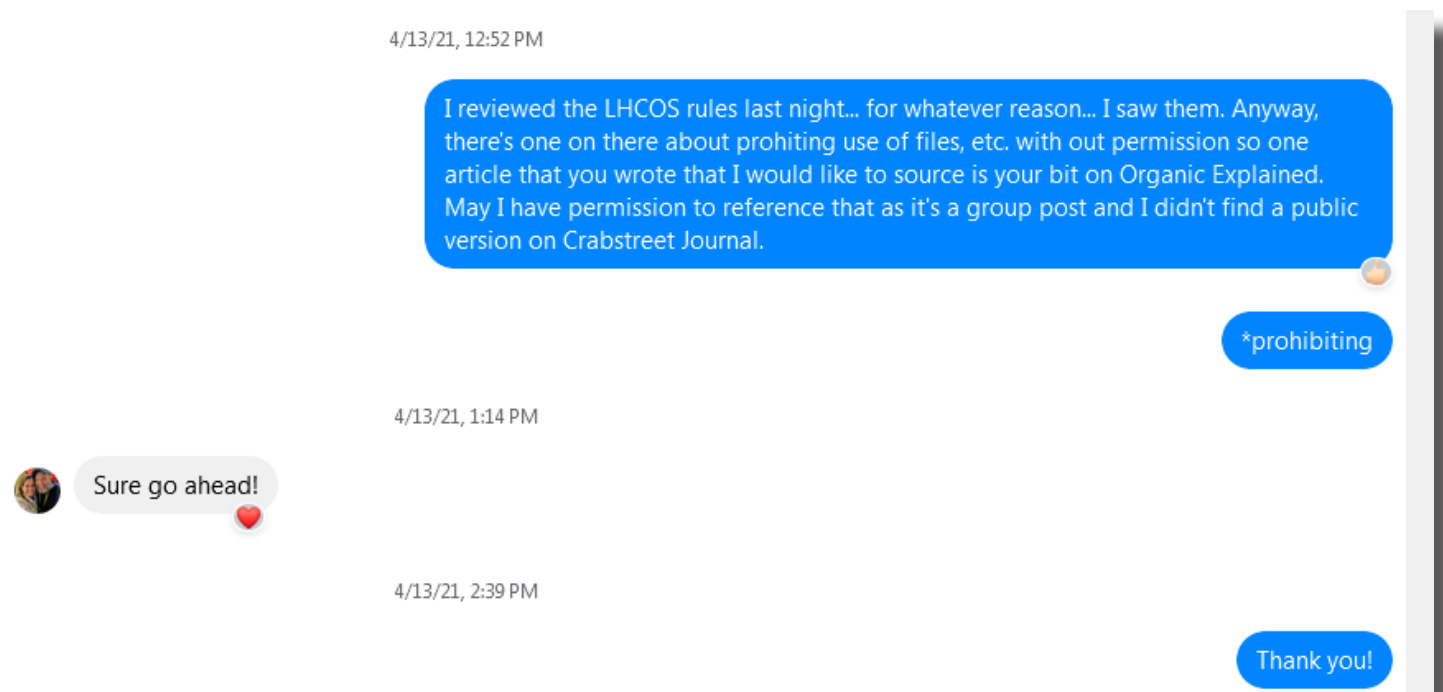 4/13/21, 12:52 PM
I reviewed the LHCOS rules last night... for whatever reason... I saw them. Anyway,
there's one on there about prohiting use of files, etc. with out permission so one
article that you wrote that I would like to source is your bit on Organic Explained.
May I have permission to reference that as it's a group post and I didn't find a public
version on Crabstreet Journal.
*prohibiting
4/13/21, 1:14 PM
Sure go ahead!
4/13/21, 2:39 PM
Thank you!